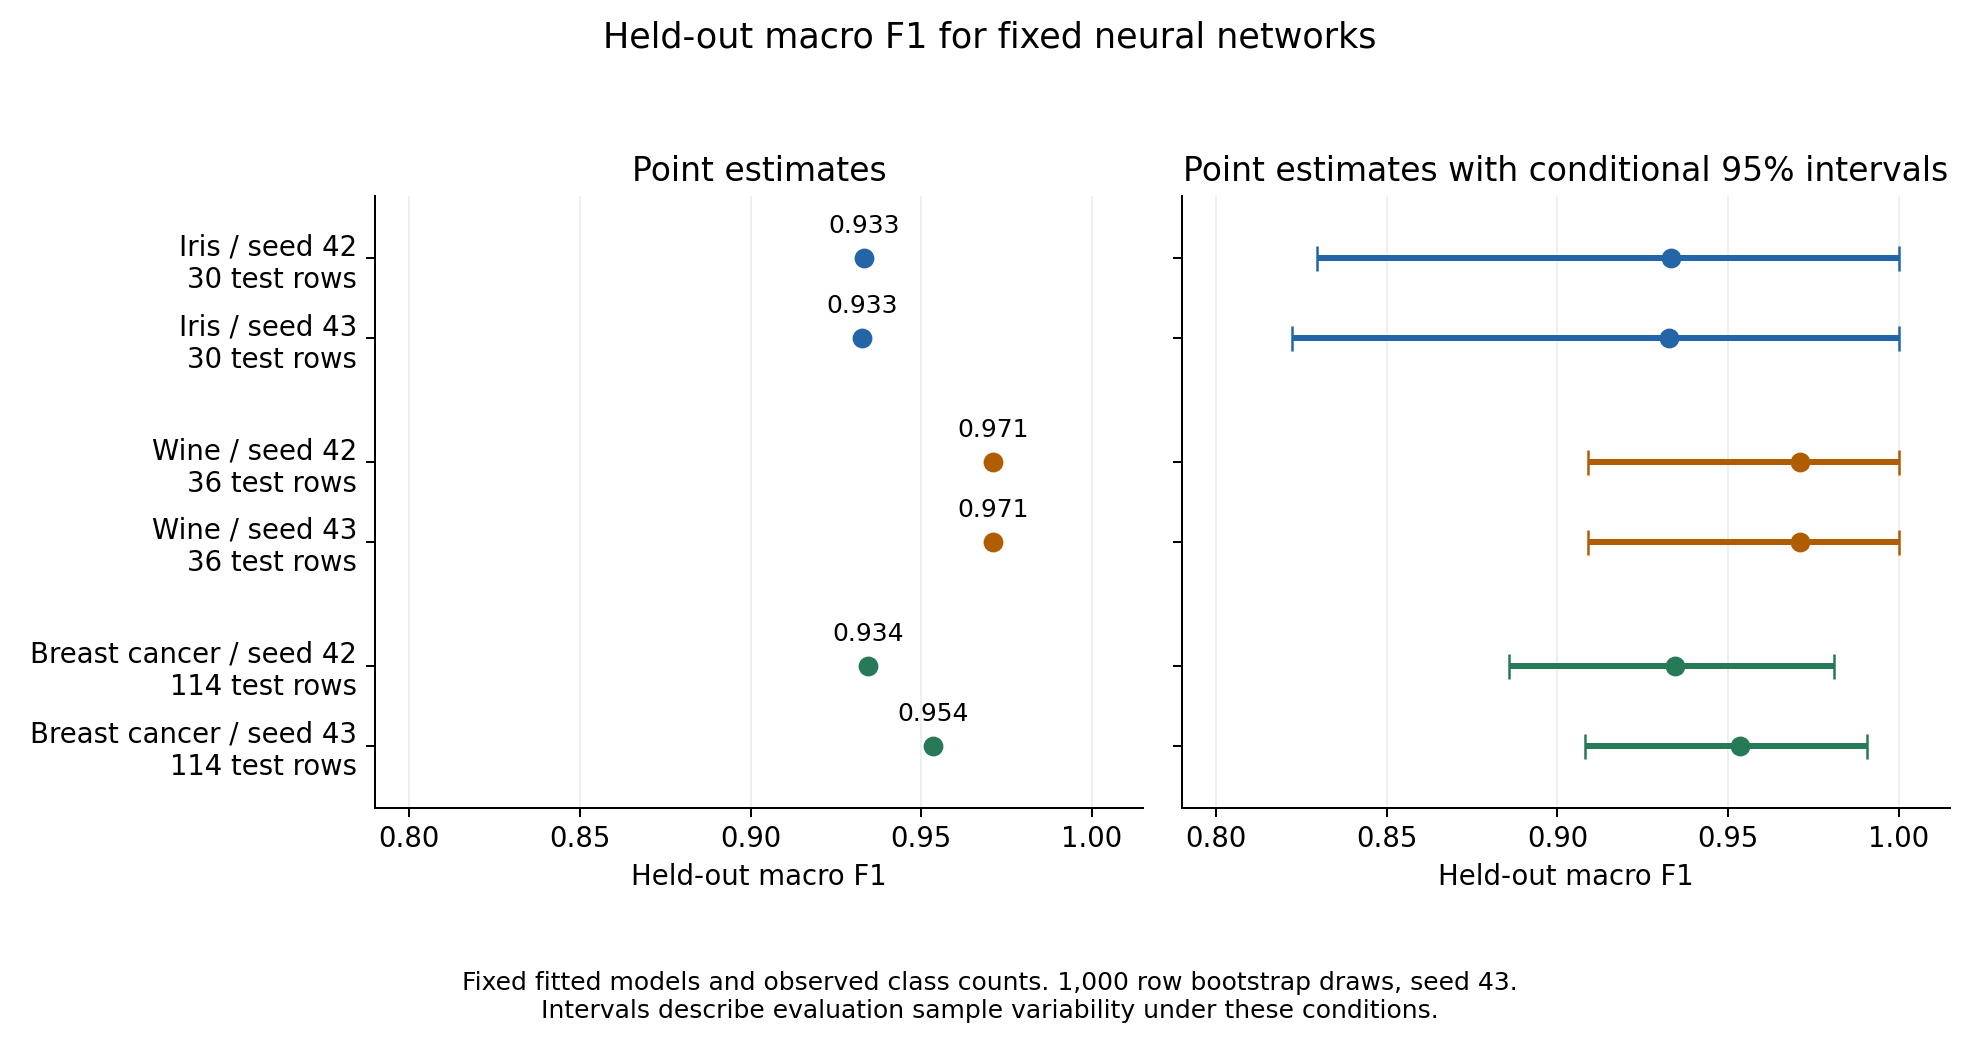 Held-out macro F1 for fixed neural networks
Point estimates
Iris / seed 42
30 test rows
Iris / seed 43
30 test rows
Wine / seed 42
36 test rows
Wine / seed 43
36 test rows
Breast cancer / seed 42
114 test rows
Breast cancer / seed 43
114 test rows
0.933
0.933
0.971
0.971
0.934
0.954
0.80 0.85 0.90 0.95 1.00
Held-out macro F1
Point estimates with conditional 95% intervals
0.80 0.85 0.90 0.95 1.00
Held-out macro F1
Fixed fitted models and observed class counts. 1,000 row bootstrap draws, seed 43.
Intervals describe evaluation sample variability under these conditions.